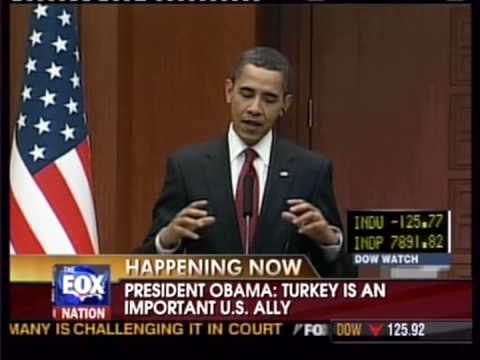 INDU -125.77
INDP 7891.82
DOW WATCH
HAPPENING NOW
THE
FOX
NATION
PRESIDENT OBAMA: TURKEY IS AN
IMPORTANT U.S. ALLY
MANY IS CHALLENGING IT IN COURT
FO
DOW 125.92